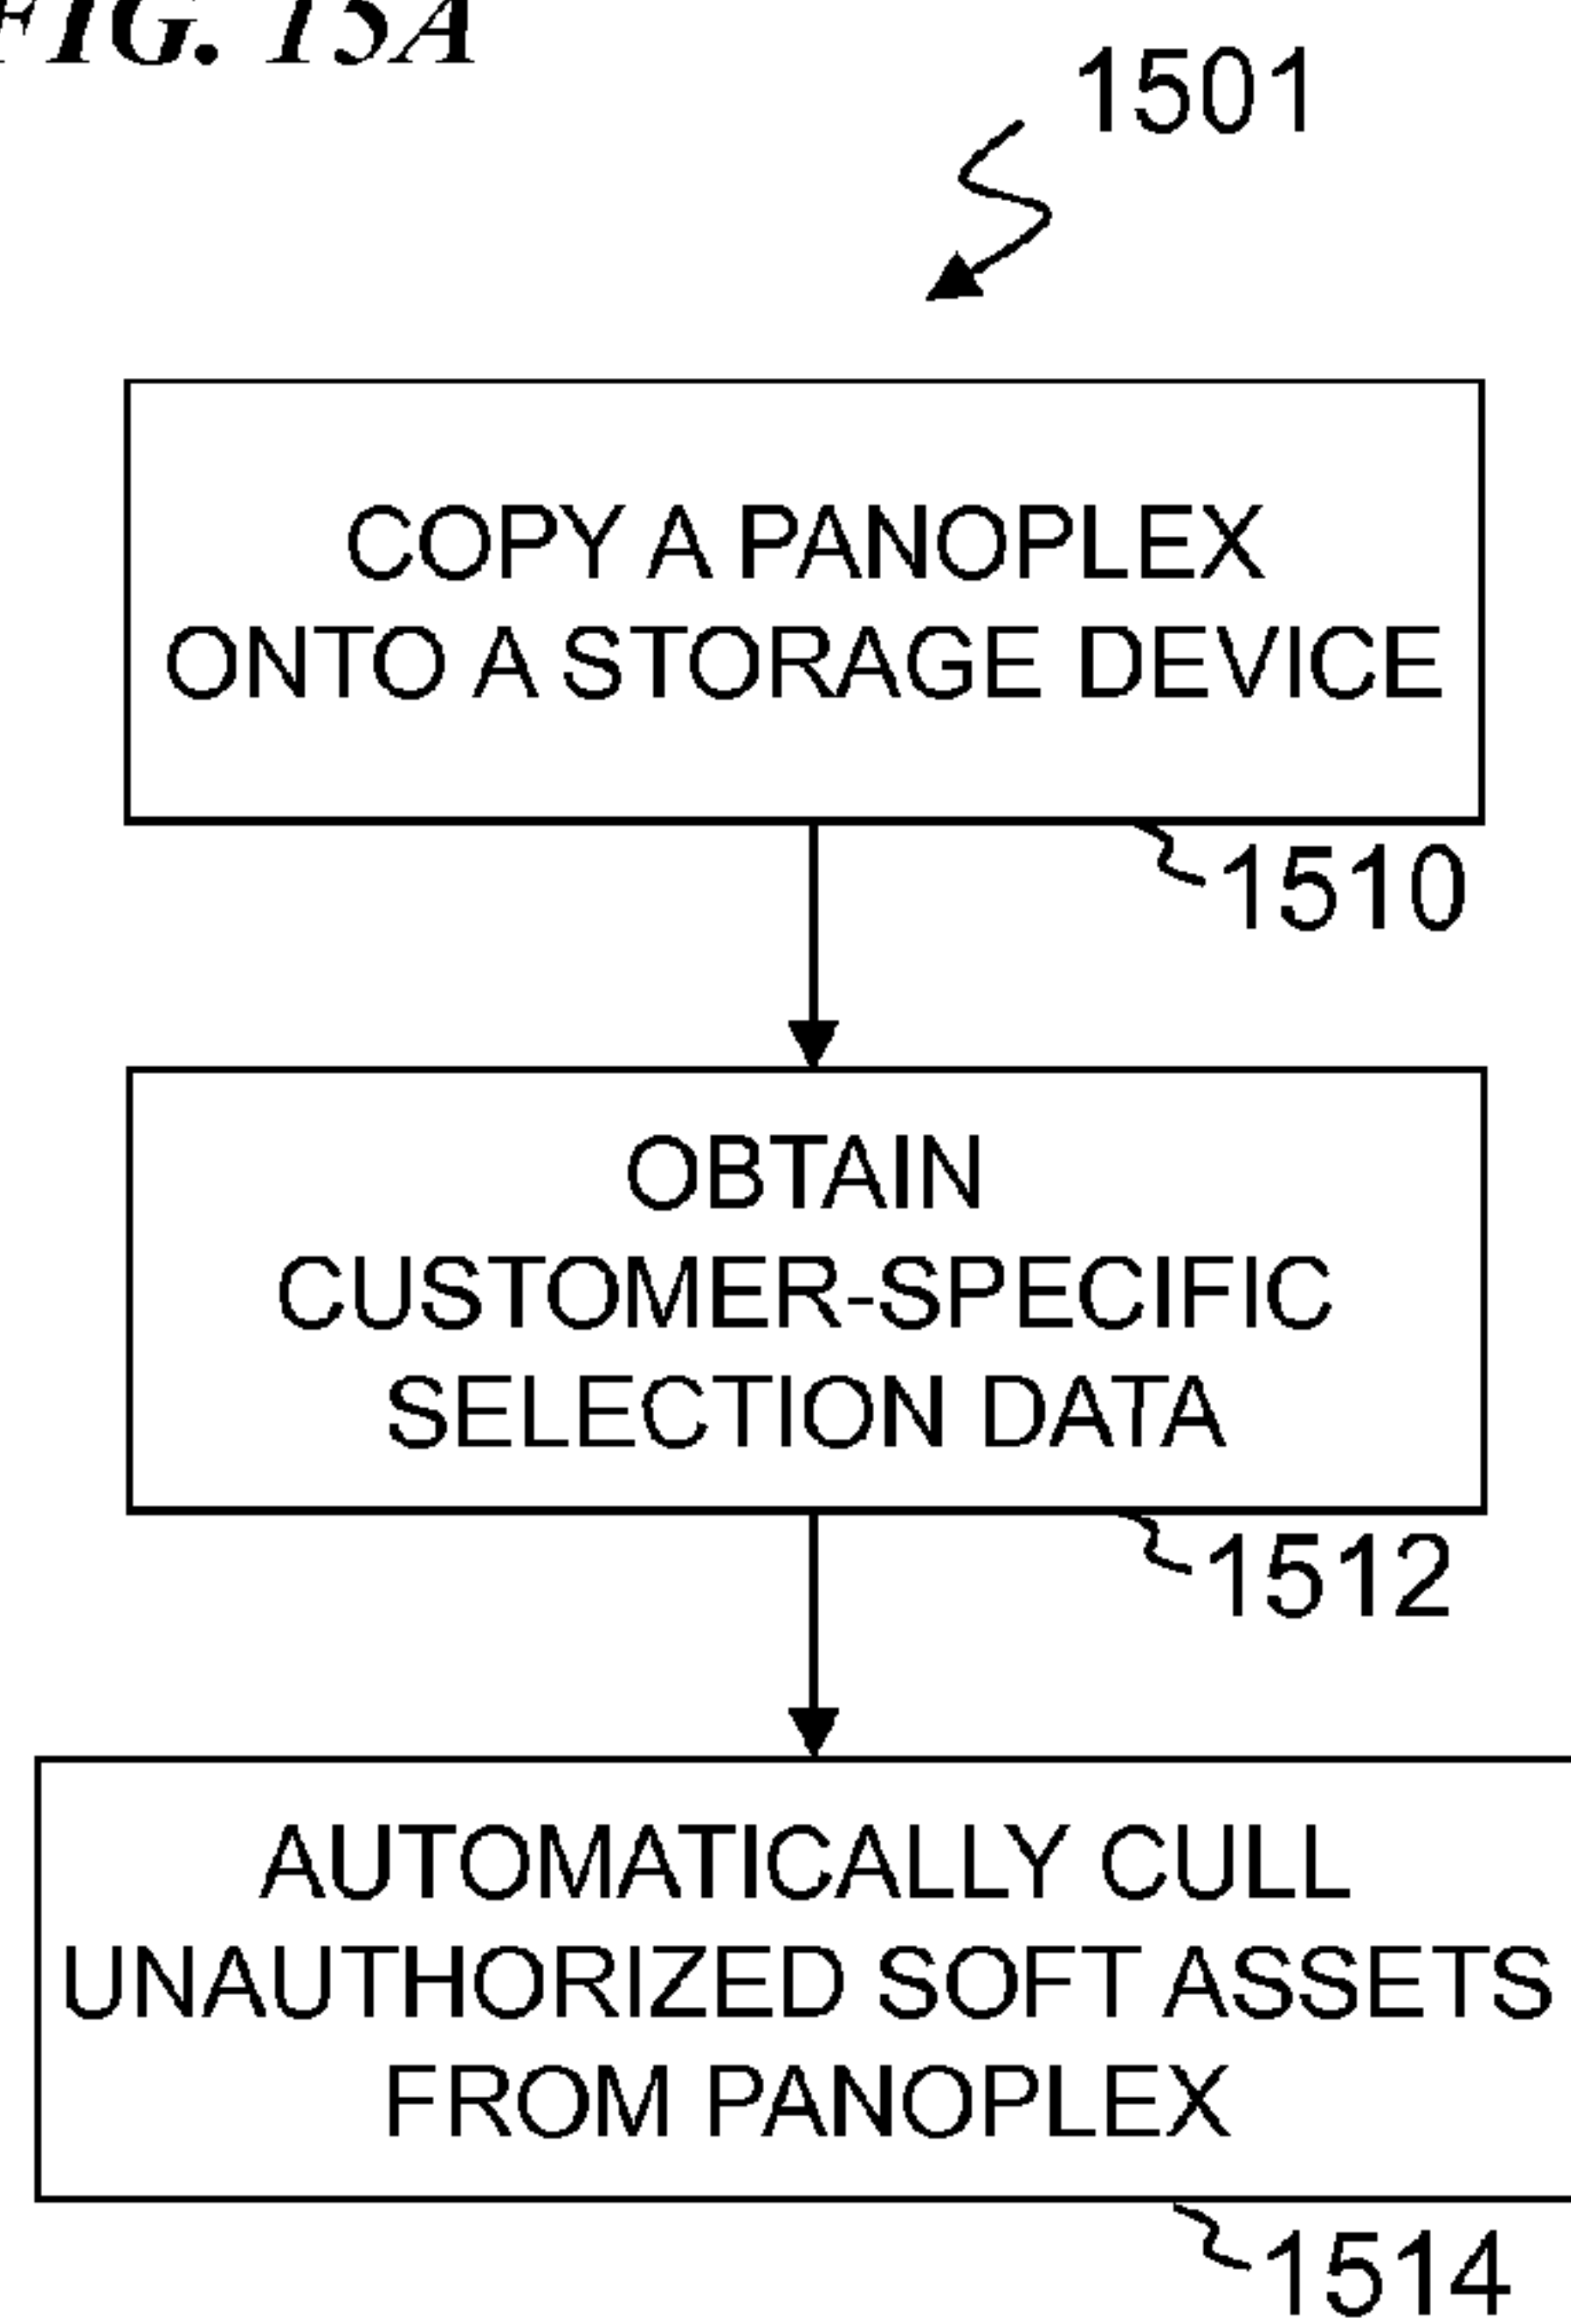 FIG. 15A
1501
COPY A PANOPLEX
ONTO A STORAGE DEVICE
1510
OBTAIN
CUSTOMER-SPECIFIC
SELECTION DATA
1512
AUTOMATICALLY CULL
UNAUTHORIZED SOFT ASSETS
FROM PANOPLEX
1514